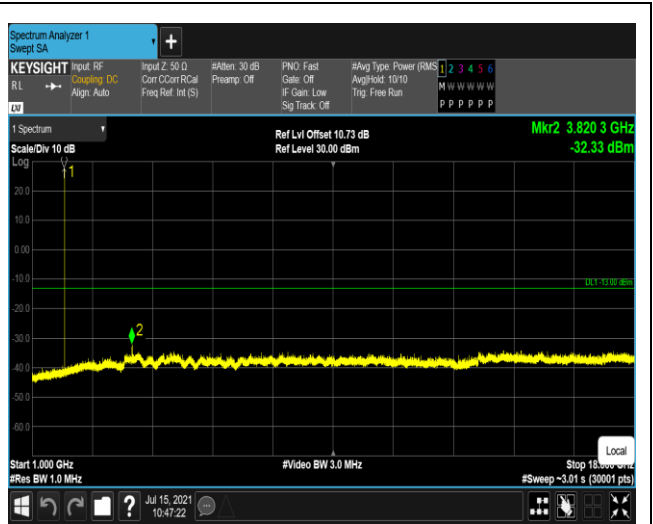 Spectrum Analyzer 1
Swept SA
+
KEYSIGHT
RL
LXI
Input: RF
Coupling: DC
Align: Auto
Input Z: 50 Ω
Corr CCorr RCal
Freq Ref: Int (S)
#Atten: 30 dB
Preamp: Off
PNO: Fast
Gate: Off
IF Gain: Low
Sig Track: Off
#Avg Type: Power (RMS
Avg|Hold: 10/10
Trig: Free Run
1 2 3 4 5 6
M W W W W W
P P P P P P
1 Spectrum
Scale/Div 10 dB
Ref Lvl Offset 10.73 dB
Ref Level 30.00 dBm
Mkr2 3.820 3 GHz
-32.33 dBm
Log
1
20.0
10.0
0.00
-10.0
DL1 -13.00 dBm
-20.0
2
-30.0
-40.0
-50.0
-60.0
Local
Start 1.000 GHz
#Res BW 1.0 MHz
#Video BW 3.0 MHz
#Sweep ~3.01 s (30001 pts)
?
Jul 15, 2021
10:47:22